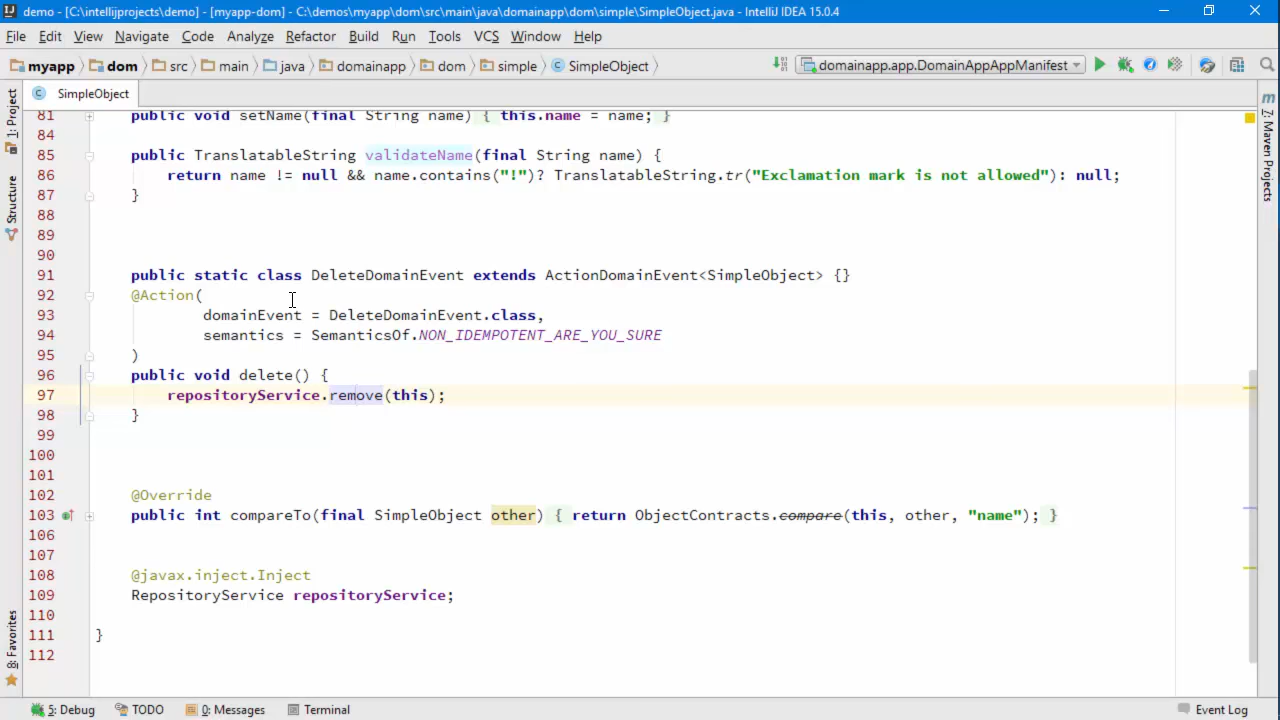 demo - [C:\intellijprojects\demo] - [myapp-dom] - C:\demos\myapp\dom\src\main\java\domainapp\dom\simple\SimpleObject.java - IntelliJ IDEA 15.0.4
File Edit View Navigate Code Analyze Refactor Build Run Tools VCS Window Help
myapp dom src main java domainapp dom simple SimpleObject domainapp.app.DomainAppAppManifest
SimpleObject
81 public void setName(final String name) { this.name = name; }
84
85 public TranslatableString validateName(final String name) {
86 return name != null && name.contains("!")? TranslatableString.tr("Exclamation mark is not allowed"): null;
87 }
88
89
90
91 public static class DeleteDomainEvent extends ActionDomainEvent<SimpleObject> {}
92 @Action(
93 domainEvent = DeleteDomainEvent.class,
94 semantics = SemanticsOf.NON_IDEMPOTENT_ARE_YOU_SURE
95 )
96 public void delete() {
97 repositoryService.remove(this);
98 }
99
100
101
102 @Override
103 public int compareTo(final SimpleObject other) { return ObjectContracts.compare(this, other, "name"); }
106
107
108 @javax.inject.Inject
109 RepositoryService repositoryService;
110
111 }
112
1: Project
7: Structure
8: Favorites
m
7: Maven Projects
5: Debug TODO 0: Messages Terminal Event Log